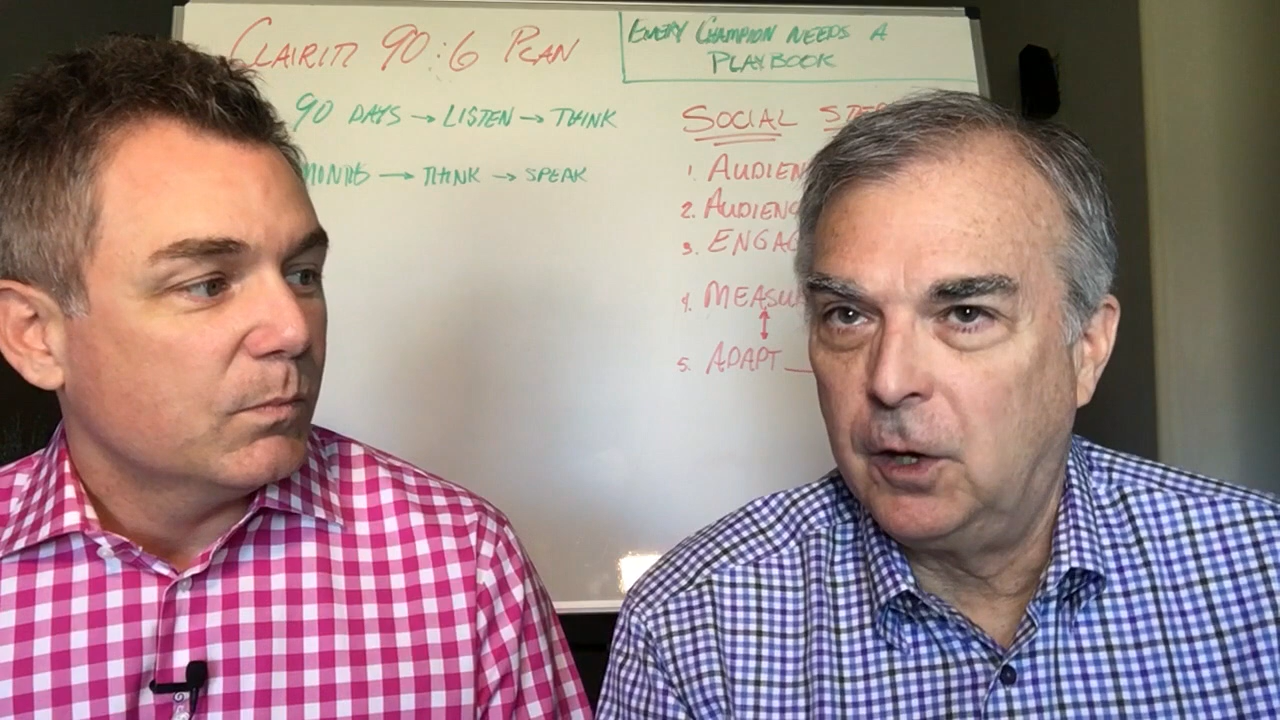 CLAIRITI 90:6 PLAN
EVERY CHAMPION NEEDS A
PLAYBOOK
90 DAYS → LISTEN → THINK
MONTHS → THINK → SPEAK
SOCIAL
1. AUDIEN
2. AUDIENC
3. ENGAG
4. MEASU
5. ADAPT